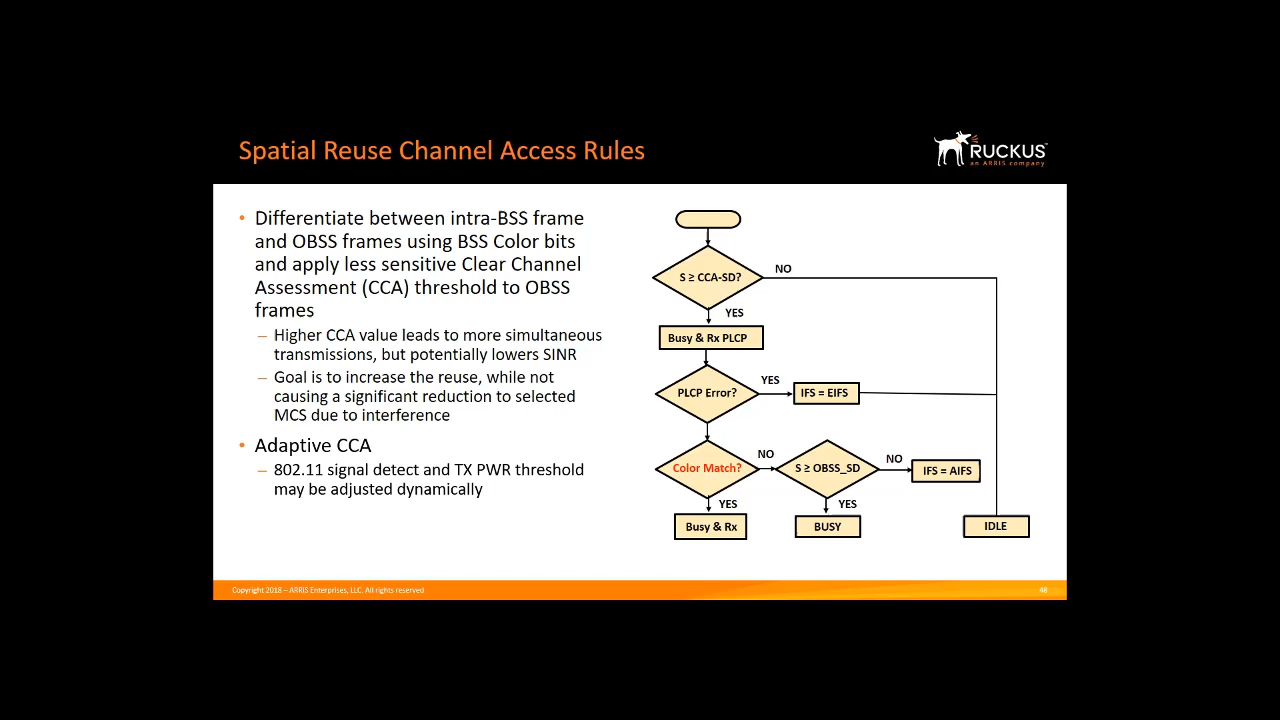 Spatial Reuse Channel Access Rules
RUCKUS
an ARRIS company
• Differentiate between intra-BSS frame
and OBSS frames using BSS Color bits
and apply less sensitive Clear Channel
Assessment (CCA) threshold to OBSS
frames
– Higher CCA value leads to more simultaneous
transmissions, but potentially lowers SINR
– Goal is to increase the reuse, while not
causing a significant reduction to selected
MCS due to interference
• Adaptive CCA
– 802.11 signal detect and TX PWR threshold
may be adjusted dynamically
S ≥ CCA-SD?
NO
YES
Busy & Rx PLCP
PLCP Error?
YES
IFS = EIFS
Color Match?
NO
S ≥ OBSS_SD
NO
IFS = AIFS
YES
YES
Busy & Rx
BUSY
IDLE
Copyright 2018 – ARRIS Enterprises, LLC. All rights reserved
48